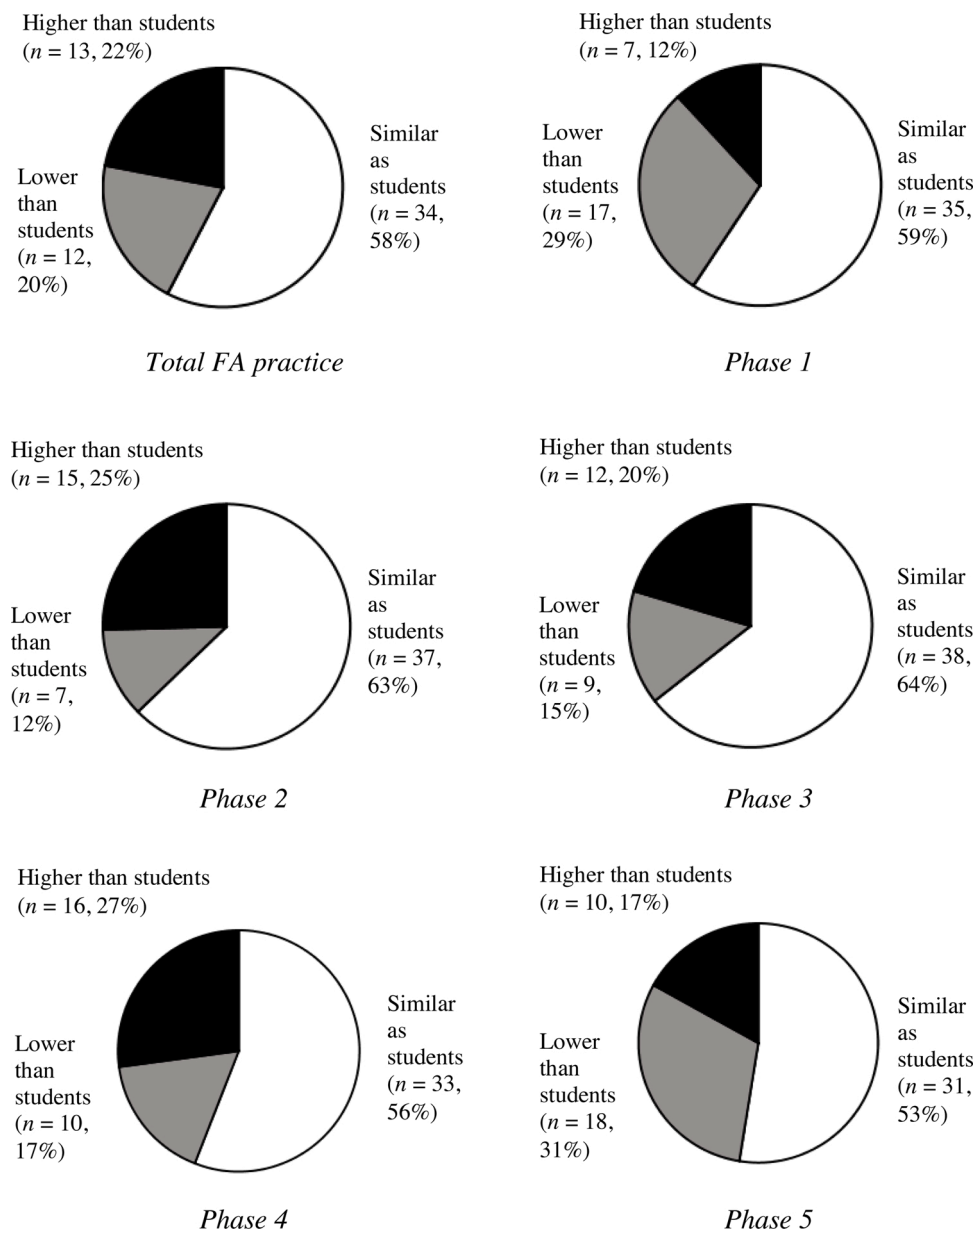 Higher than students
(n = 13, 22%)
Similar
as
students
(n = 34,
58%)
Lower
than
students
(n = 12,
20%)
Total FA practice
Higher than students
(n = 7, 12%)
Similar
as
students
(n = 35,
59%)
Lower
than
students
(n = 17,
29%)
Phase 1
Higher than students
(n = 15, 25%)
Similar
as
students
(n = 37,
63%)
Lower
than
students
(n = 7,
12%)
Phase 2
Higher than students
(n = 12, 20%)
Similar
as
students
(n = 38,
64%)
Lower
than
students
(n = 9,
15%)
Phase 3
Higher than students
(n = 16, 27%)
Similar
as
students
(n = 33,
56%)
Lower
than
students
(n = 10,
17%)
Phase 4
Higher than students
(n = 10, 17%)
Similar
as
students
(n = 31,
53%)
Lower
than
students
(n = 18,
31%)
Phase 5